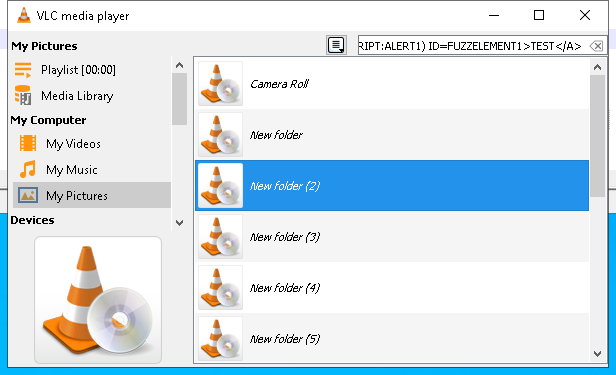 VLC media player
My Pictures
RIPT:ALERT1) ID=FUZZELEMENT1>TEST</A>
Playlist [00:00]
Media Library
My Computer
My Videos
My Music
My Pictures
Devices
Camera Roll
New folder
New folder (2)
New folder (3)
New folder (4)
New folder (5)